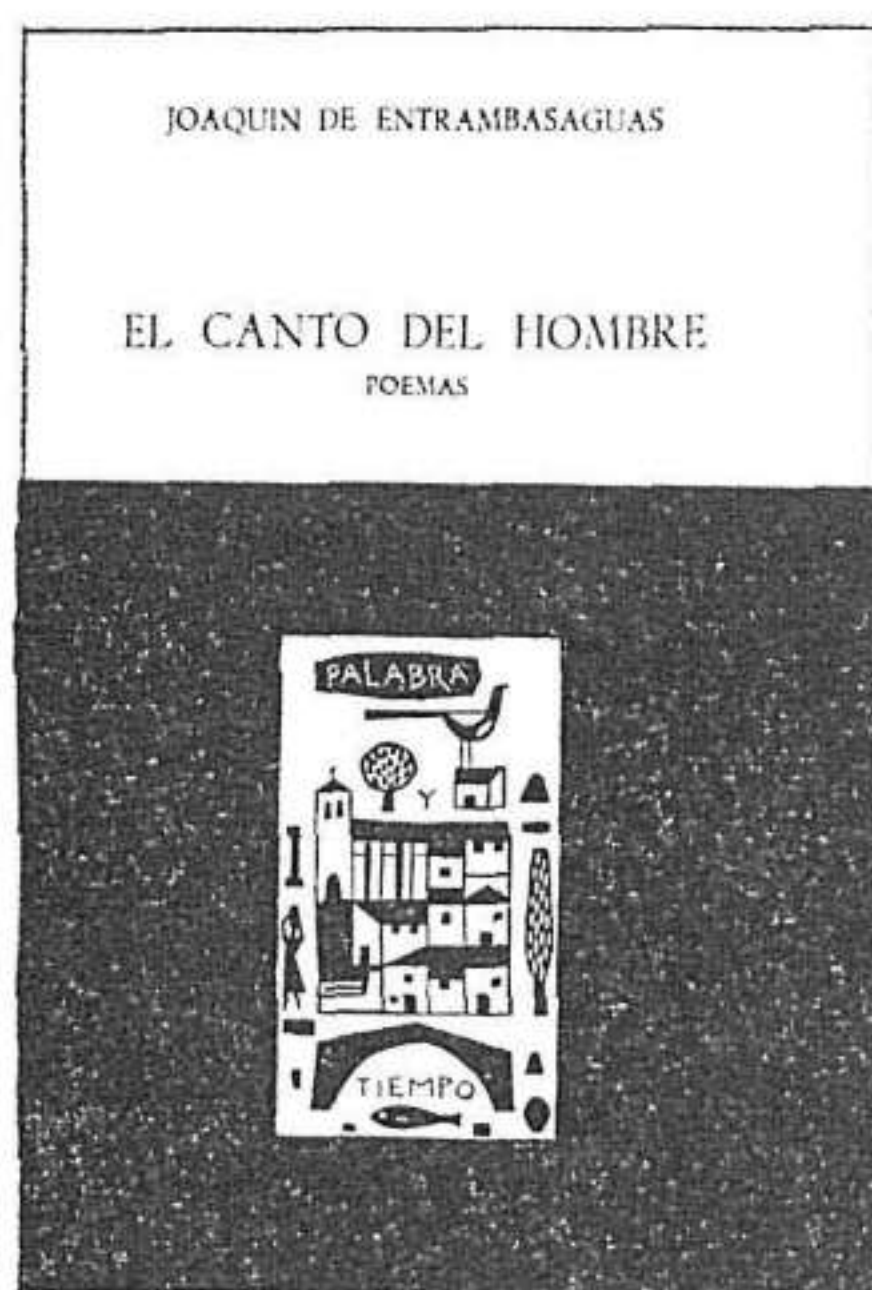 JOAQUIN DE ENTRAMBASAGUAS
EL CANTO DEL HOMBRE
POEMAS
PALABRA
Y
TIEMPO